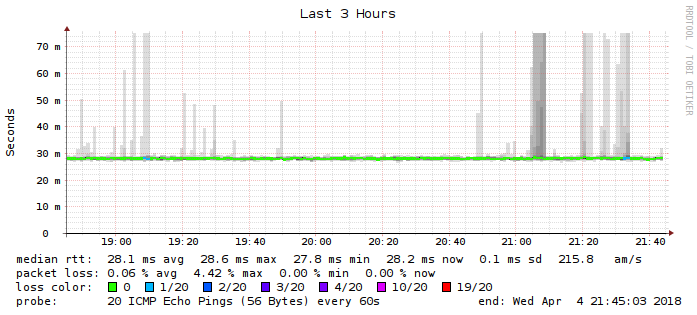 Last 3 Hours
RRDTOOL / TOBI OETIKER
Seconds
70 m
60 m
50 m
40 m
30 m
20 m
10 m
0
19:00 19:20 19:40 20:00 20:20 20:40 21:00 21:20 21:40
median rtt: 28.1 ms avg 28.6 ms max 27.8 ms min 28.2 ms now 0.1 ms sd 215.8 am/s
packet loss: 0.06 % avg 4.42 % max 0.00 % min 0.00 % now
loss color: 0 1/20 2/20 3/20 4/20 10/20 19/20
probe: 20 ICMP Echo Pings (56 Bytes) every 60s end: Wed Apr 4 21:45:03 2018